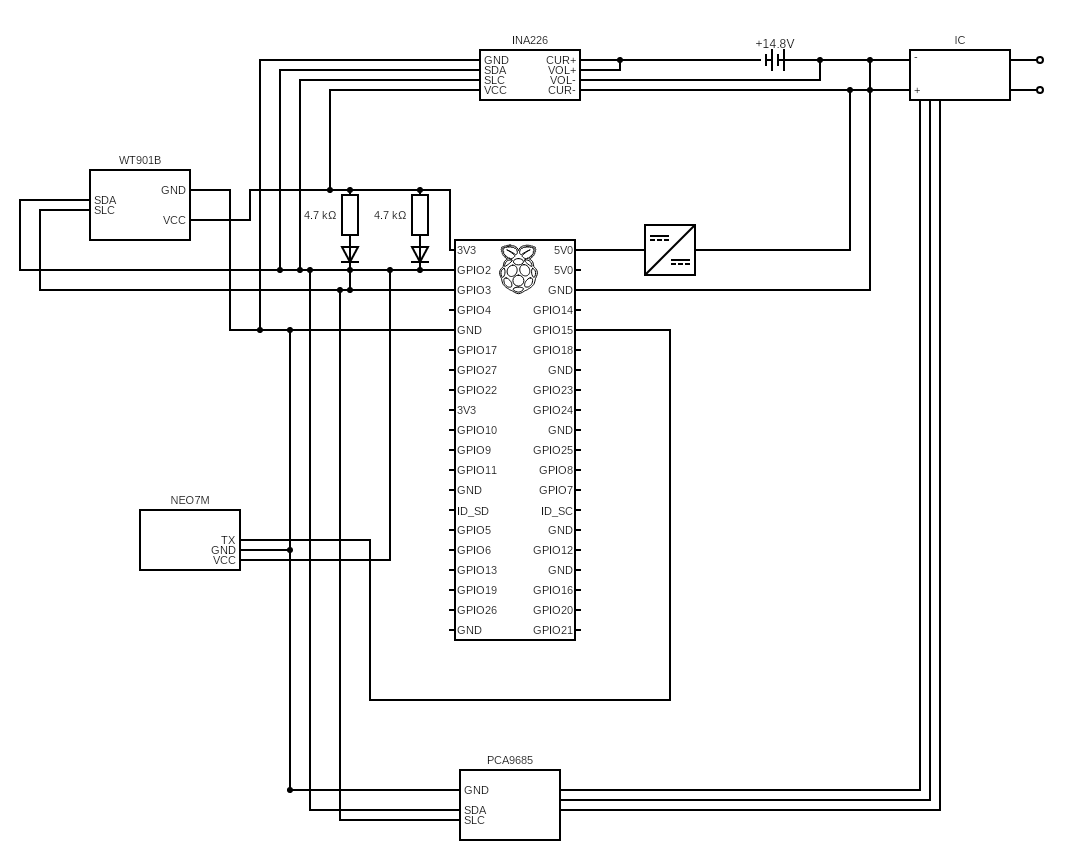 INA226
IC
+14.8V
GND CUR+
SDA VOL+
SLC VOL-
VCC CUR-
-
+
WT901B
GND
SDA
SLC
VCC
4.7 kΩ 4.7 kΩ
3V3 5V0
GPIO2 5V0
GPIO3 GND
GPIO4 GPIO14
GND GPIO15
GPIO17 GPIO18
GPIO27 GND
GPIO22 GPIO23
3V3 GPIO24
GPIO10 GND
GPIO9 GPIO25
GPIO11 GPIO8
GND GPIO7
ID_SD ID_SC
GPIO5 GND
GPIO6 GPIO12
GPIO13 GND
GPIO19 GPIO16
GPIO26 GPIO20
GND GPIO21
NEO7M
TX
GND
VCC
PCA9685
GND
SDA
SLC